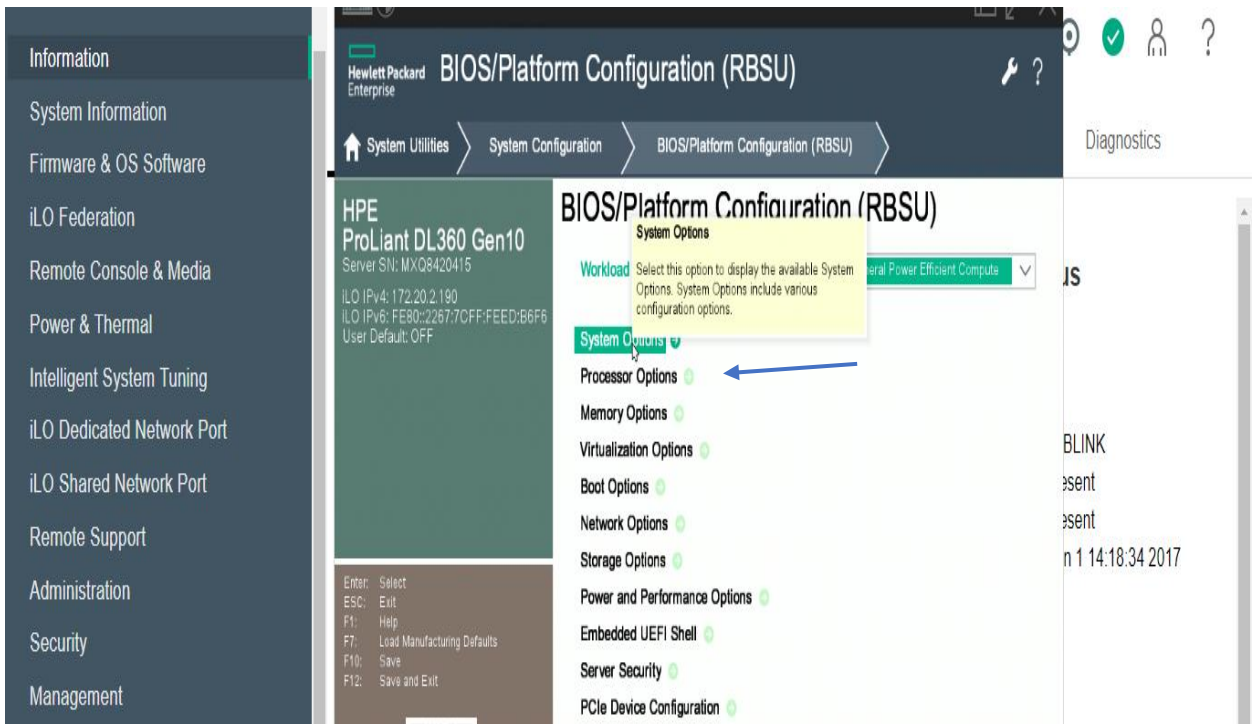 Information
System Information
Firmware & OS Software
iLO Federation
Remote Console & Media
Power & Thermal
Intelligent System Tuning
iLO Dedicated Network Port
iLO Shared Network Port
Remote Support
Administration
Security
Management
Hewlett Packard
Enterprise
BIOS/Platform Configuration (RBSU)
?
System Utilities
System Configuration
BIOS/Platform Configuration (RBSU)
HPE
ProLiant DL360 Gen10
Server SN: MXQ8420415
iLO IPv4: 172.20.2.190
iLO IPv6: FE80::2267:7CFF:FEED:B6F6
User Default: OFF
Enter: Select
ESC: Exit
F1: Help
F7: Load Manufacturing Defaults
F10: Save
F12: Save and Exit
BIOS/Platform Configuration (RBSU)
System Options
Select this option to display the available System
Options. System Options include various
configuration options.
Workload
eral Power Efficient Compute
System Options
Processor Options
Memory Options
Virtualization Options
Boot Options
Network Options
Storage Options
Power and Performance Options
Embedded UEFI Shell
Server Security
PCIe Device Configuration
?
Diagnostics
us
BLINK
esent
esent
n 1 14:18:34 2017